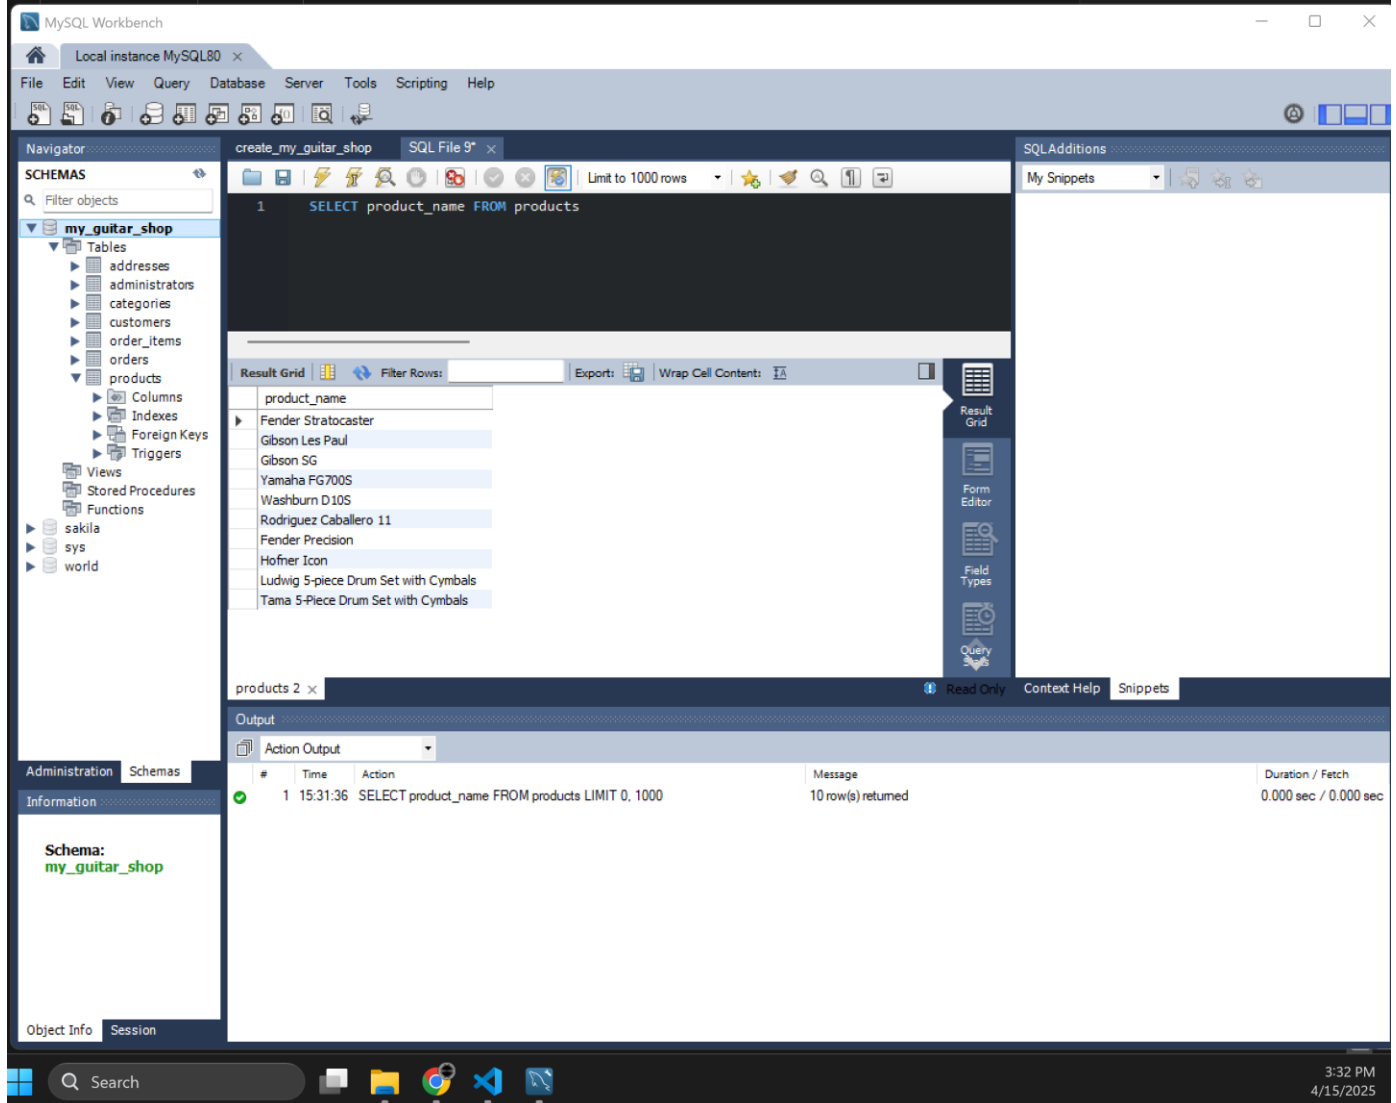 MySQL Workbench
Local instance MySQL80
File Edit View Query Database Server Tools Scripting Help
Navigator
SCHEMAS
Filter objects
my_guitar_shop
Tables
addresses
administrators
categories
customers
order_items
orders
products
Columns
Indexes
Foreign Keys
Triggers
Views
Stored Procedures
Functions
sakila
sys
world
Administration Schemas
Information
Schema:
my_guitar_shop
Object Info Session
create_my_guitar_shop SQL File 9*
Limit to 1000 rows
1 SELECT product_name FROM products
Result Grid Filter Rows: Export: Wrap Cell Content:
product_name
Fender Stratocaster
Gibson Les Paul
Gibson SG
Yamaha FG700S
Washburn D10S
Rodriguez Caballero 11
Fender Precision
Hofner Icon
Ludwig 5-piece Drum Set with Cymbals
Tama 5-Piece Drum Set with Cymbals
Result
Grid
Form
Editor
Field
Types
Query
Stats
products 2
Read Only
SQLAdditions
My Snippets
Context Help Snippets
Output
Action Output
# Time Action Message Duration / Fetch
1 15:31:36 SELECT product_name FROM products LIMIT 0, 1000 10 row(s) returned 0.000 sec / 0.000 sec
Search
3:32 PM
4/15/2025